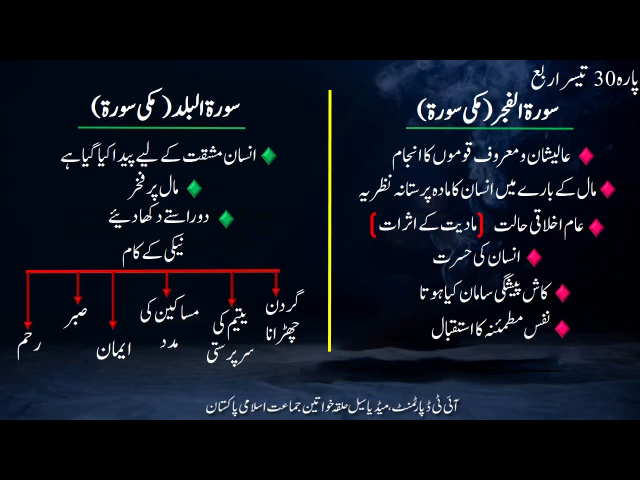 پارہ 30 تیسرا ربع
سورۃ الفجر (مکی سورۃ)
عالیشان و معروف قوموں کا انجام
مال کے بارے میں انسان کا مادہ پرستانہ نظریہ
عام اخلاقی حالت (مادیت کے اثرات)
انسان کی حسرت
کاش پیشگی سامان کیا ہوتا
نفس مطمئنہ کا استقبال
سورۃ البلد (مکی سورۃ)
انسان مشقت کے لیے پیدا کیا گیا ہے
مال پر فخر
دو راستے دکھا دیئے
نیکی کے کام
گردن چھڑانا
یتیم کی سرپرستی
مساکین کی مدد
ایمان
صبر
رحم
آئی ٹی ڈپارٹمنٹ، میڈیا سیل حلقہ خواتین جماعت اسلامی پاکستان